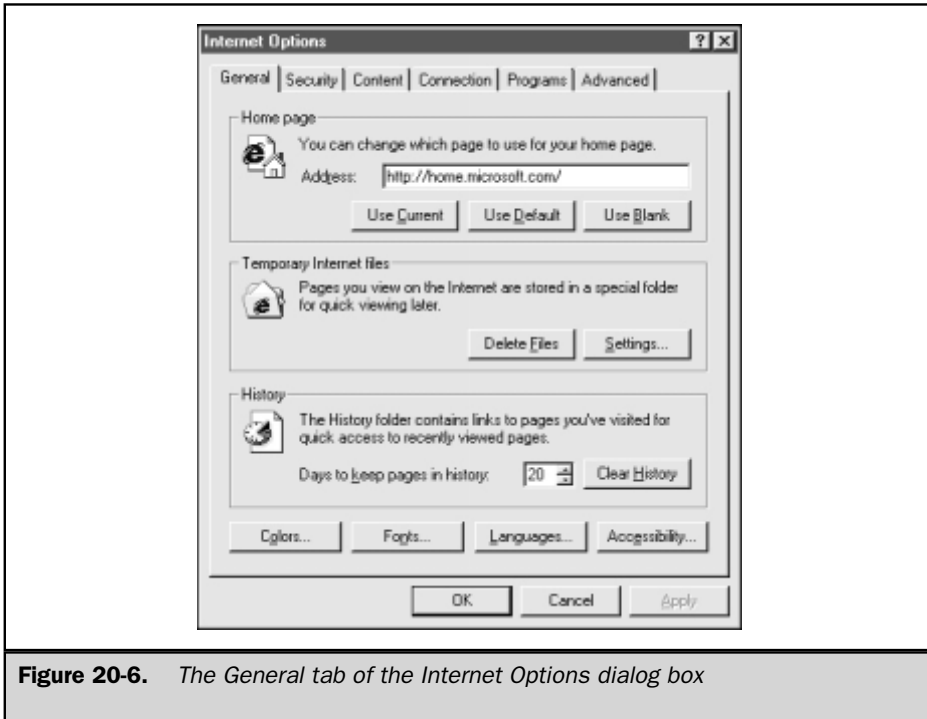 Internet Options
General Security Content Connection Programs Advanced
Home page
You can change which page to use for your home page.
Address: http://home.microsoft.com/
Use Current Use Default Use Blank
Temporary Internet files
Pages you view on the Internet are stored in a special folder
for quick viewing later.
Delete Files Settings...
History
The History folder contains links to pages you've visited for
quick access to recently viewed pages.
Days to keep pages in history: 20 Clear History
Colors... Fonts... Languages... Accessibility...
OK Cancel Apply
Figure 20-6. The General tab of the Internet Options dialog box